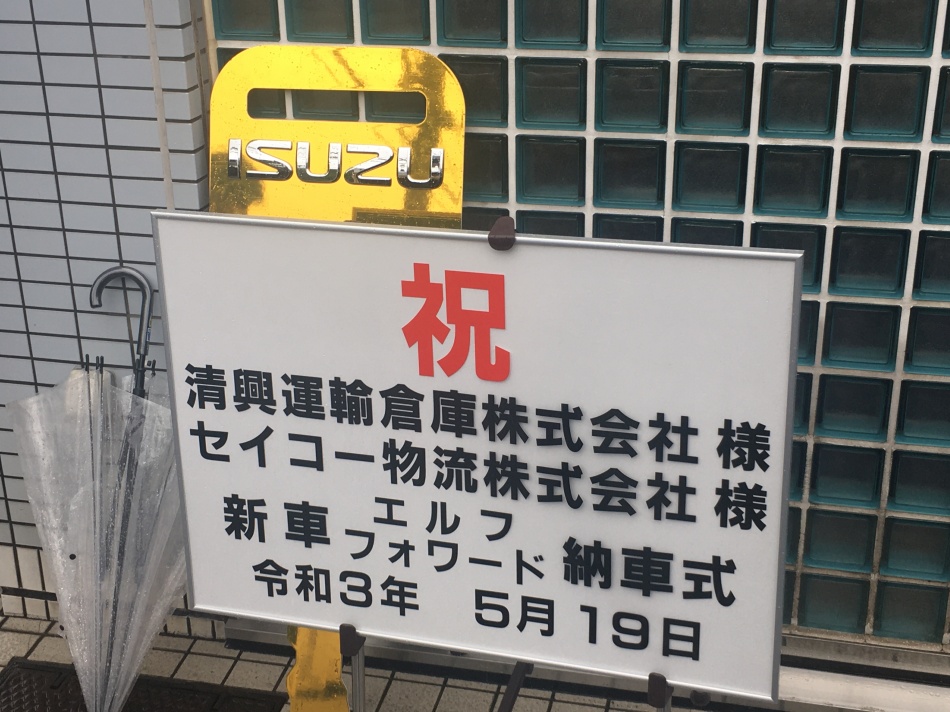 ISUZU
祝
清興運輸倉庫株式会社 様
セイコー物流株式会社 様
新車 エルフ フォワード 納車式
令和3年 5月19日